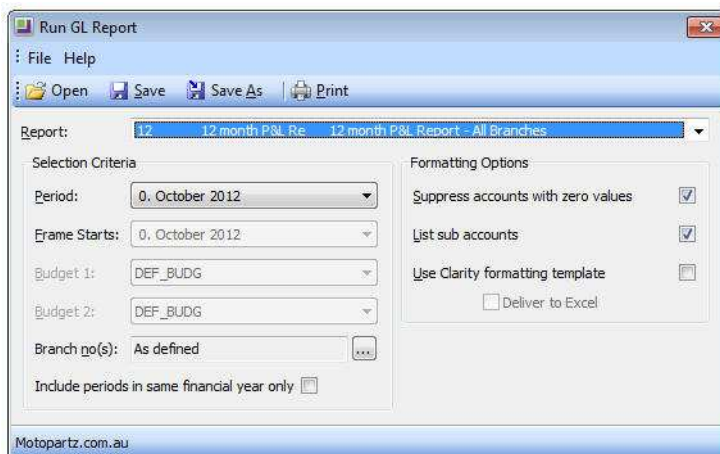 Run GL Report
File Help
Open Save Save As Print
Report: 12 12 month P&L Re 12 month P&L Report - All Branches
Selection Criteria
Period: 0. October 2012
Frame Starts: 0. October 2012
Budget 1: DEF_BUDG
Budget 2: DEF_BUDG
Branch no(s): As defined ...
Include periods in same financial year only
Formatting Options
Suppress accounts with zero values
List sub accounts
Use Clarity formatting template
Deliver to Excel
Motopartz.com.au